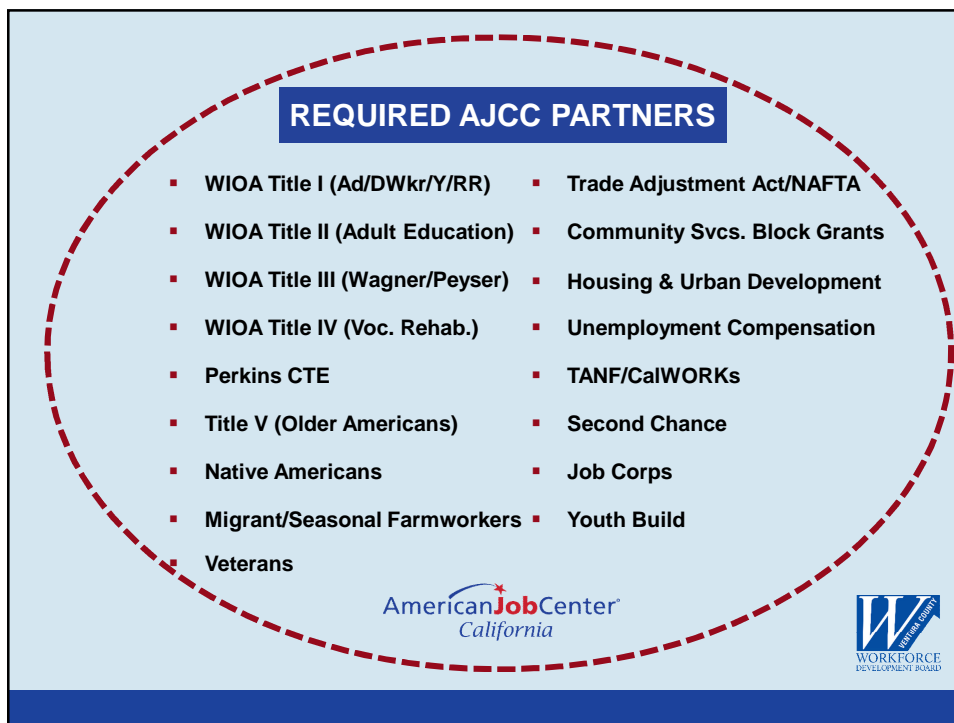 REQUIRED AJCC PARTNERS
▪ WIOA Title I (Ad/DWkr/Y/RR)
▪ WIOA Title II (Adult Education)
▪ WIOA Title III (Wagner/Peyser)
▪ WIOA Title IV (Voc. Rehab.)
▪ Perkins CTE
▪ Title V (Older Americans)
▪ Native Americans
▪ Migrant/Seasonal Farmworkers
▪ Veterans
▪ Trade Adjustment Act/NAFTA
▪ Community Svcs. Block Grants
▪ Housing & Urban Development
▪ Unemployment Compensation
▪ TANF/CalWORKs
▪ Second Chance
▪ Job Corps
▪ Youth Build
AmericanJobCenter®
California
W
VENTURA COUNTY
WORKFORCE
DEVELOPMENT BOARD